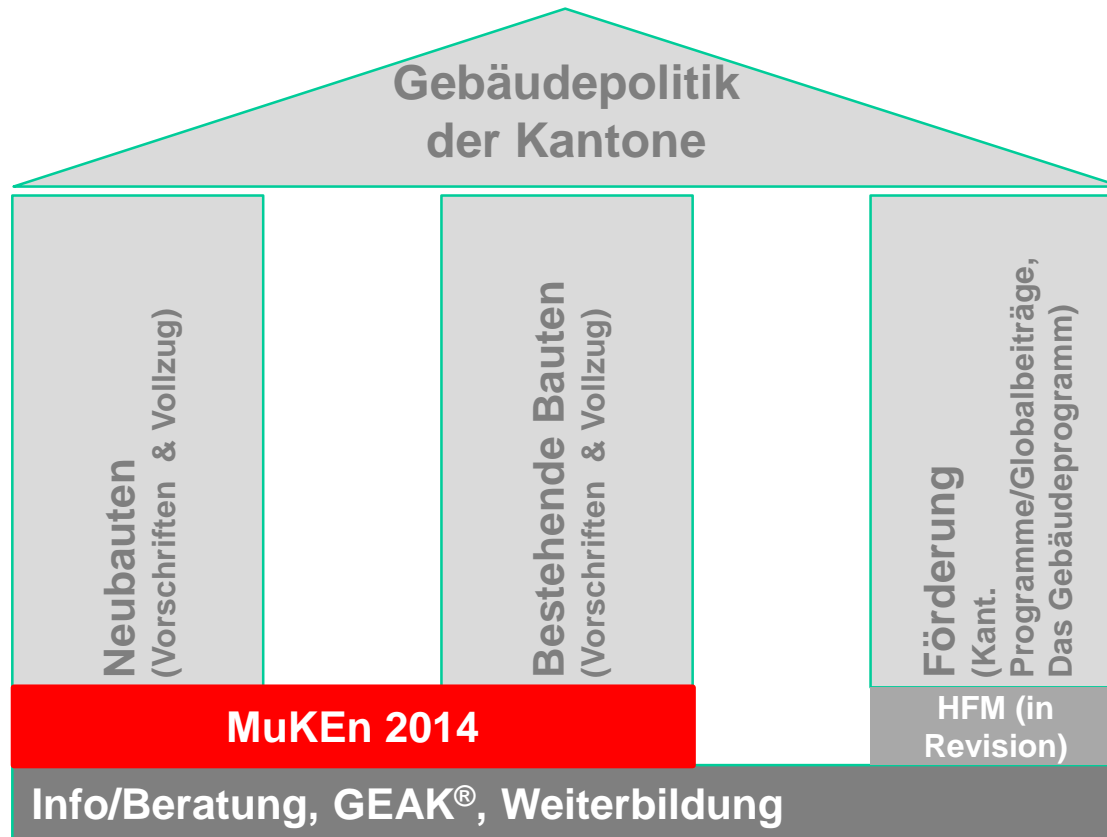 Gebäudepolitik
der Kantone
Neubauten
(Vorschriften & Vollzug)
Bestehende Bauten
(Vorschriften & Vollzug)
Förderung
(Kant.
Programme/Globalbeiträge,
Das Gebäudeprogramm)
MuKEn 2014
HFM (in
Revision)
Info/Beratung, GEAK®, Weiterbildung